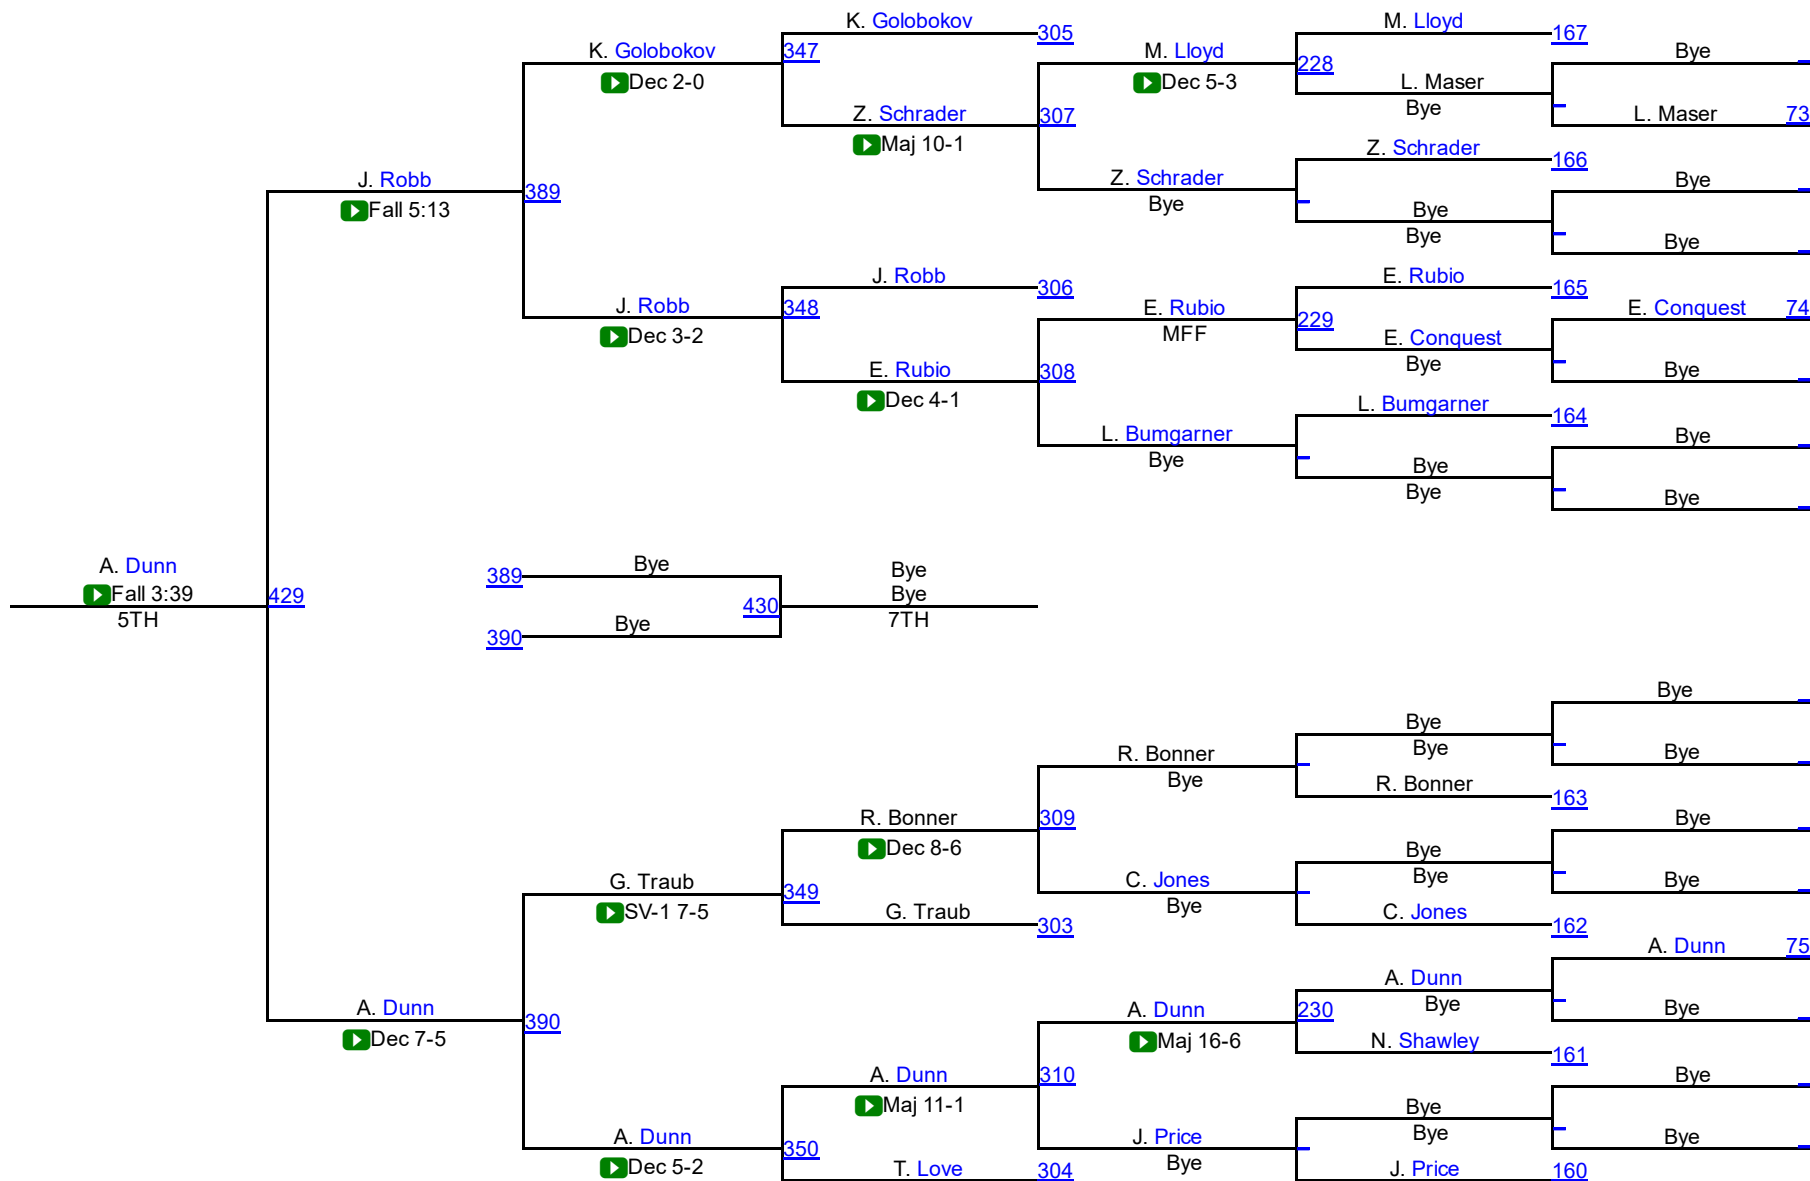 K. Golobokov
305
M. Lloyd
167
K. Golobokov
347
M. Lloyd
Bye
Dec 2-0
Dec 5-3
228
L. Maser
Bye
Z. Schrader
307
L. Maser
73
Maj 10-1
Z. Schrader
166
J. Robb
389
Z. Schrader
Bye
Fall 5:13
Bye
Bye
Bye
Bye
J. Robb
306
E. Rubio
165
J. Robb
348
E. Rubio
E. Conquest
74
Dec 3-2
MFF
229
E. Conquest
Bye
E. Rubio
308
Bye
Dec 4-1
L. Bumgarner
164
L. Bumgarner
Bye
Bye
Bye
Bye
Bye
A. Dunn
389
Bye
Bye
Fall 3:39
429
430
Bye
5TH
390
Bye
7TH
Bye
Bye
Bye
R. Bonner
Bye
Bye
R. Bonner
163
R. Bonner
309
Bye
Dec 8-6
Bye
Bye
G. Traub
349
C. Jones
Bye
SV-1 7-5
Bye
G. Traub
303
C. Jones
162
A. Dunn
75
A. Dunn
390
A. Dunn
A. Dunn
Bye
Bye
Dec 7-5
Maj 16-6
230
N. Shawley
161
A. Dunn
310
Bye
Maj 11-1
Bye
Bye
A. Dunn
350
J. Price
Bye
Dec 5-2
Bye
T. Love
304
J. Price
160